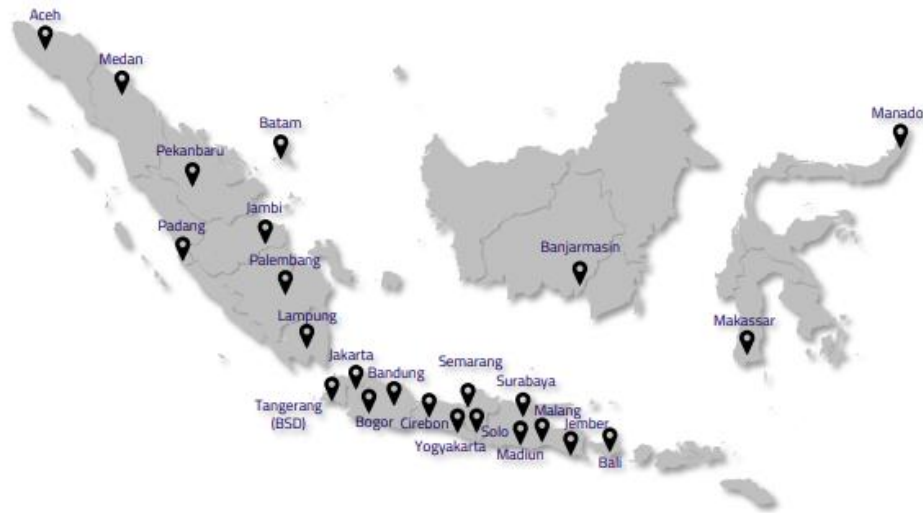 Aceh
Medan
Manado
Batam
Pekanbaru
Jambi
Padang
Banjarmasin
Palembang
Lampung
Makassar
Jakarta
Semarang
Bandung
Surabaya
Tangerang
(BSD)
Bogor
Cirebon
Malang
Jember
Solo
Yogyakarta
Madiun
Bali